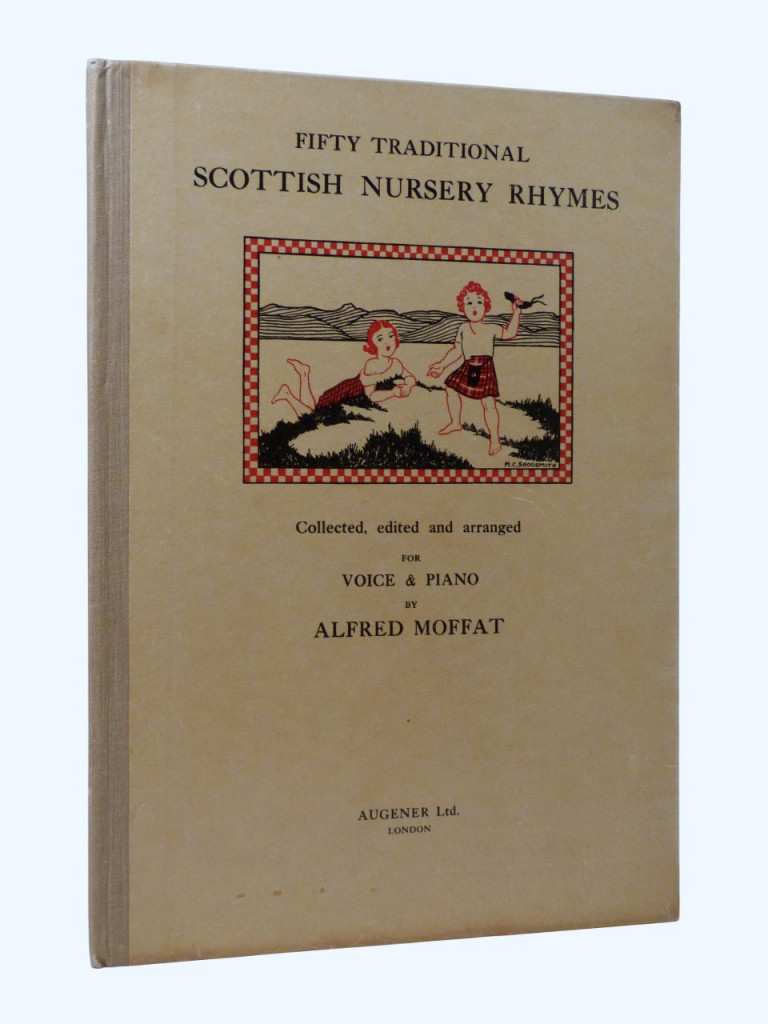 FIFTY TRADITIONAL
SCOTTISH NURSERY RHYMES
M.C.SHOOSMITH
Collected, edited and arranged
FOR
VOICE & PIANO
BY
ALFRED MOFFAT
AUGENER Ltd.
LONDON